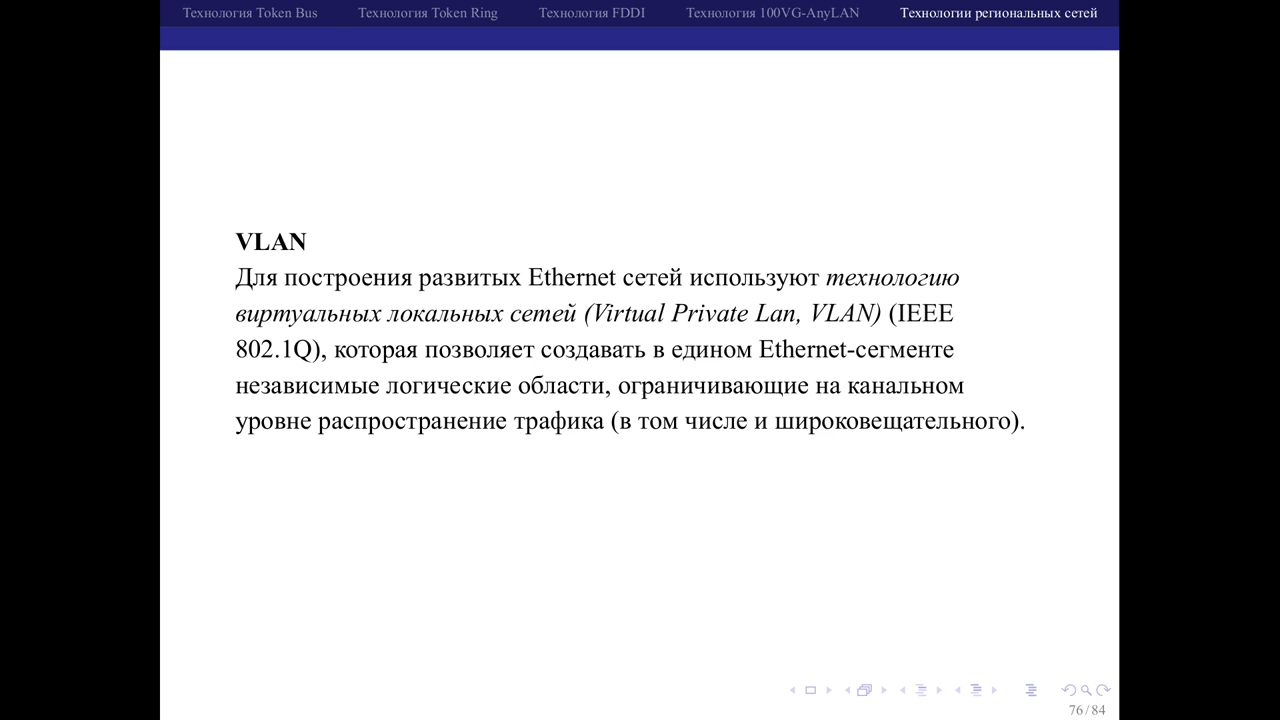 Технология Token Bus Технология Token Ring Технология FDDI Технология 100VG-AnyLAN Технологии региональных сетей
VLAN
Для построения развитых Ethernet сетей используют технологию
виртуальных локальных сетей (Virtual Private Lan, VLAN) (IEEE
802.1Q), которая позволяет создавать в едином Ethernet-сегменте
независимые логические области, ограничивающие на канальном
уровне распространение трафика (в том числе и широковещательного).
76 / 84